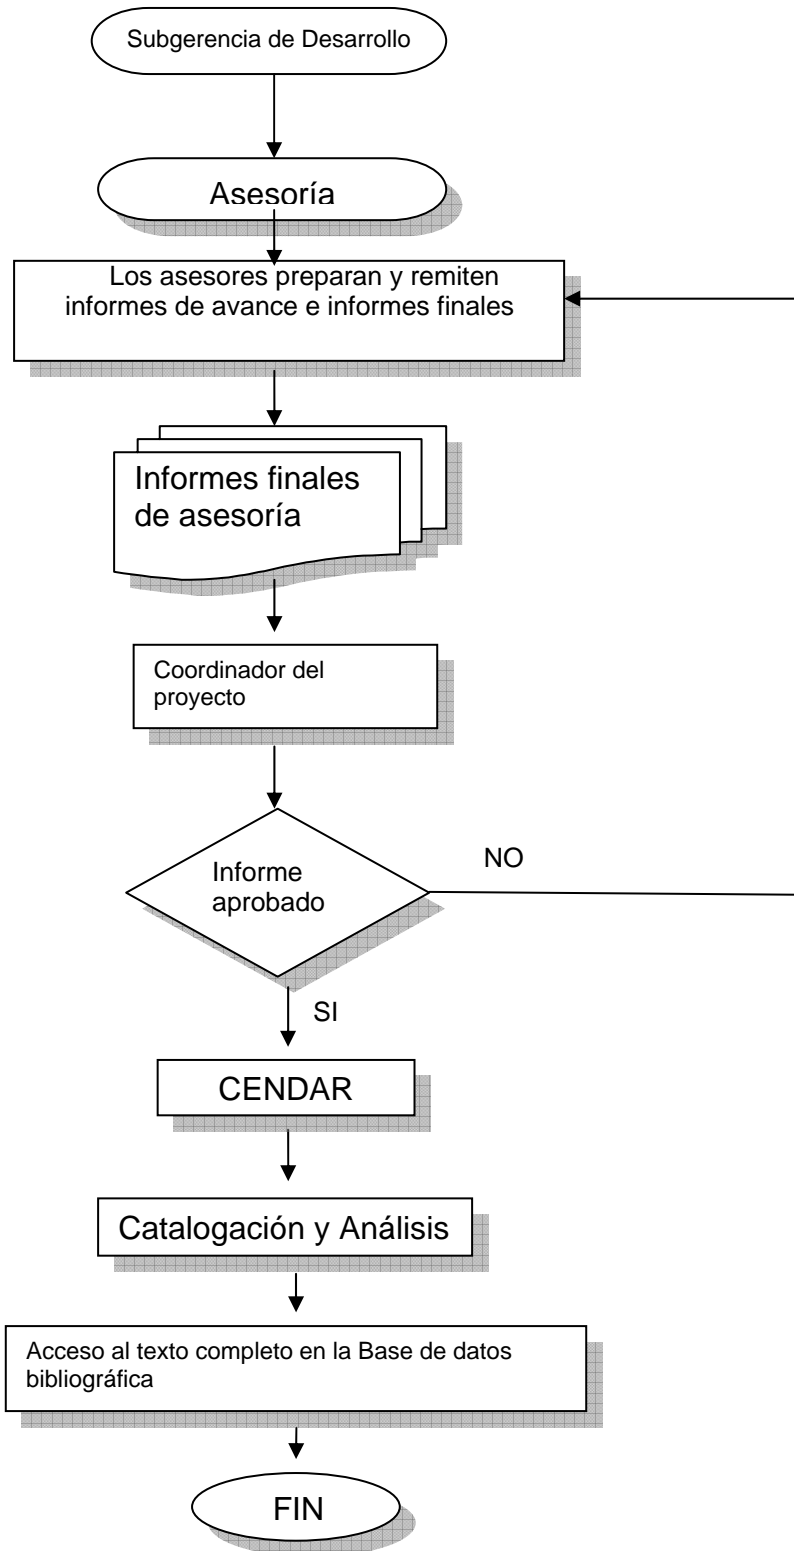 Subgerencia de Desarrollo
Asesoría
Los asesores preparan y remiten
informes de avance e informes finales
Informes finales
de asesoría
Coordinador del
proyecto
Informe
aprobado
NO
SI
CENDAR
Catalogación y Análisis
Acceso al texto completo en la Base de datos
bibliográfica
FIN